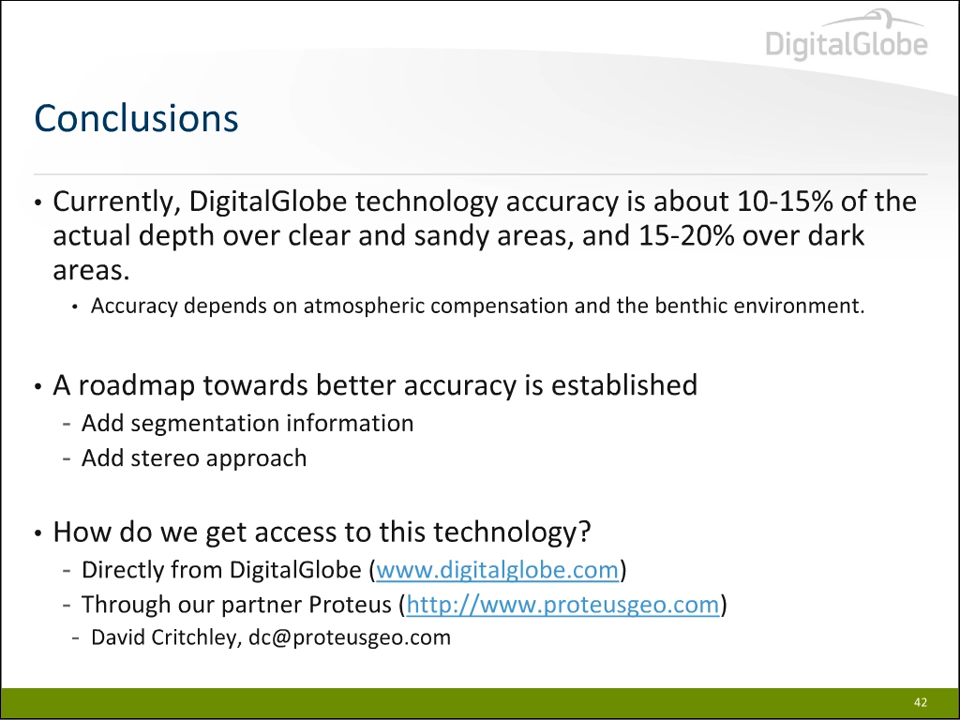 DigitalGlobe
Conclusions
• Currently, DigitalGlobe technology accuracy is about 10-15% of the
actual depth over clear and sandy areas, and 15-20% over dark
areas.
• Accuracy depends on atmospheric compensation and the benthic environment.
• A roadmap towards better accuracy is established
- Add segmentation information
- Add stereo approach
• How do we get access to this technology?
- Directly from DigitalGlobe (www.digitalglobe.com)
- Through our partner Proteus (http://www.proteusgeo.com)
- David Critchley, dc@proteusgeo.com
42